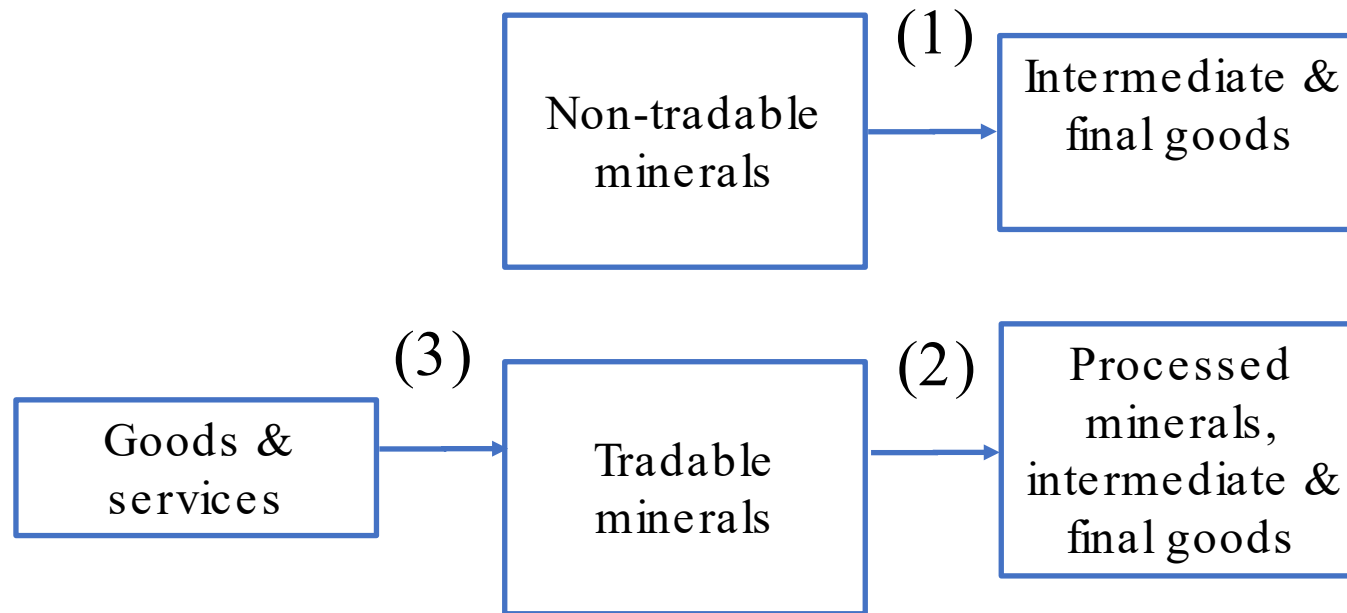 (1)
Non-tradable
minerals
Intermediate &
final goods
(3)
(2)
Goods &
services
Tradable
minerals
Processed
minerals,
intermediate &
final goods